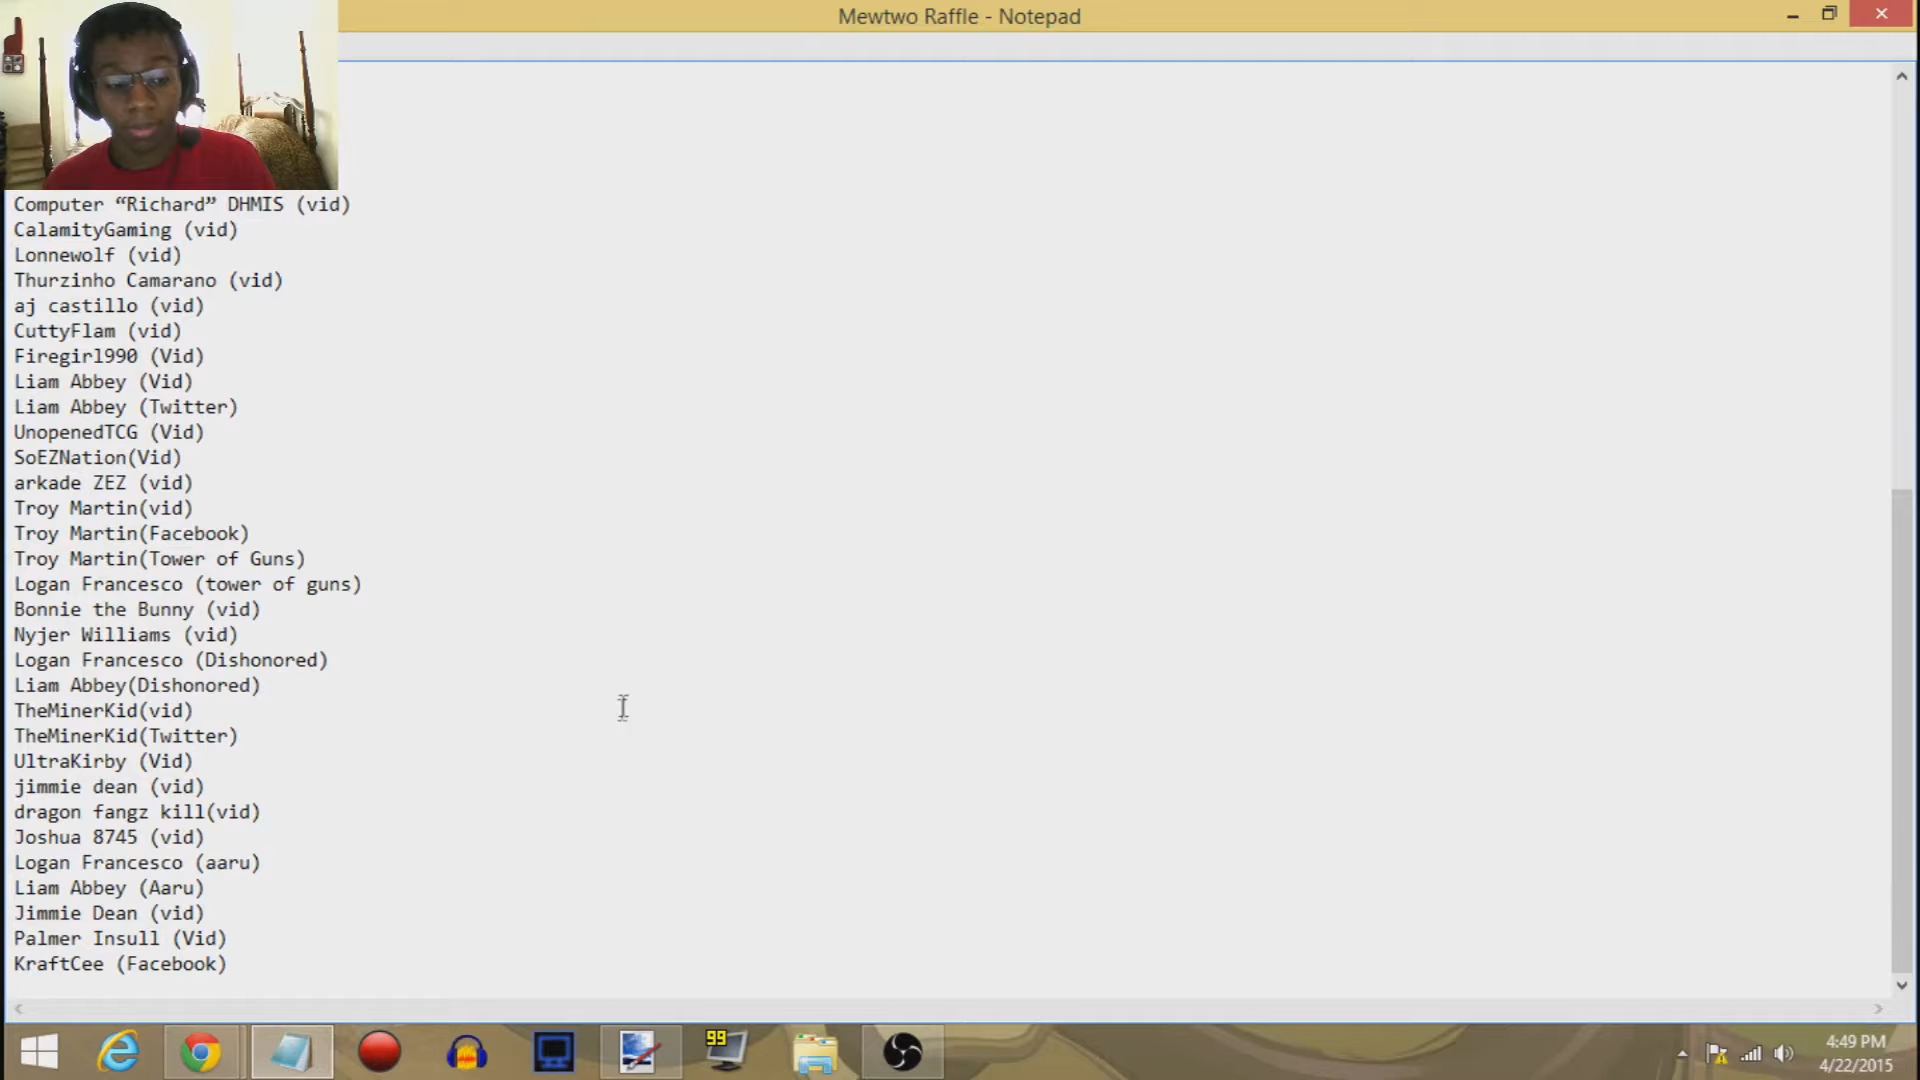 Mewtwo Raffle - Notepad
Computer “Richard” DHMIS (vid)
CalamityGaming (vid)
Lonnewolf (vid)
Thurzinho Camarano (vid)
aj castillo (vid)
CuttyFlam (vid)
Firegirl990 (Vid)
Liam Abbey (Vid)
Liam Abbey (Twitter)
UnopenedTCG (Vid)
SoEZNation(Vid)
arkade ZEZ (vid)
Troy Martin(vid)
Troy Martin(Facebook)
Troy Martin(Tower of Guns)
Logan Francesco (tower of guns)
Bonnie the Bunny (vid)
Nyjer Williams (vid)
Logan Francesco (Dishonored)
Liam Abbey(Dishonored)
TheMinerKid(vid)
TheMinerKid(Twitter)
UltraKirby (Vid)
jimmie dean (vid)
dragon fangz kill(vid)
Joshua 8745 (vid)
Logan Francesco (aaru)
Liam Abbey (Aaru)
Jimmie Dean (vid)
Palmer Insull (Vid)
KraftCee (Facebook)
99
4:49 PM
4/22/2015